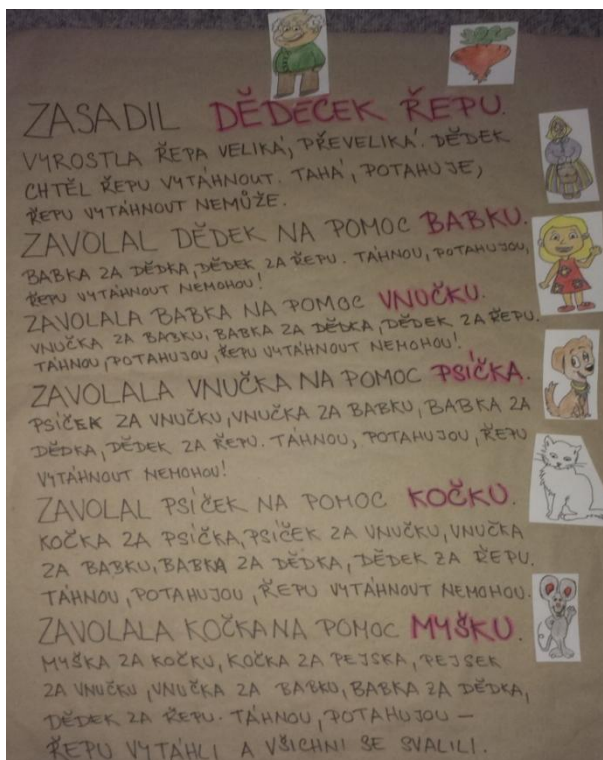 ZASADIL DĚDEČEK ŘEPU.
VYROSTLA ŘEPA VELIKÁ, PŘEVELIKÁ. DĚDEK
CHTĚL ŘEPU VYTÁHNOUT. TAHÁ, POTAHUJE,
ŘEPU VYTÁHNOUT NEMŮŽE.
ZAVOLAL DĚDEK NA POMOC BABKU.
BABKA ZA DĚDKA, DĚDEK ZA ŘEPU. TÁHNOU, POTAHUJOU,
ŘEPU VYTÁHNOUT NEMOHOU!
ZAVOLALA BABKA NA POMOC VNUČKU.
VNUČKA ZA BABKU, BABKA ZA DĚDKA, DĚDEK ZA ŘEPU.
TÁHNOU, POTAHUJOU, ŘEPU VYTÁHNOUT NEMOHOU!
ZAVOLALA VNUČKA NA POMOC PSÍČKA.
PSÍČEK ZA VNUČKU, VNUČKA ZA BABKU, BABKA ZA
DĚDKA, DĚDEK ZA ŘEPU. TÁHNOU, POTAHUJOU, ŘEPU
VYTÁHNOUT NEMOHOU!
ZAVOLAL PSÍČEK NA POMOC KOČKU.
KOČKA ZA PSÍČKA, PSÍČEK ZA VNUČKU, VNUČKA
ZA BABKU, BABKA ZA DĚDKA, DĚDEK ZA ŘEPU.
TÁHNOU, POTAHUJOU, ŘEPU VYTÁHNOUT NEMOHOU.
ZAVOLALA KOČKA NA POMOC MYŠKU.
MYŠKA ZA KOČKU, KOČKA ZA PEJSKA, PEJSEK
ZA VNUČKU, VNUČKA ZA BABKU, BABKA ZA DĚDKA,
DĚDEK ZA ŘEPU. TÁHNOU, POTAHUJOU –
ŘEPU VYTÁHLI A VŠICHNI SE SVALILI.